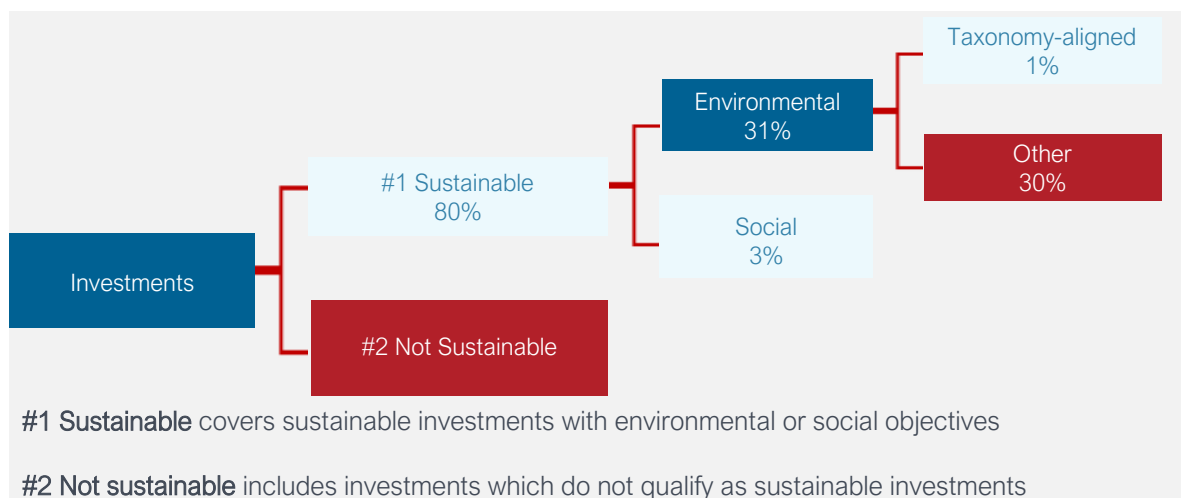 Taxonomy-aligned
1%
Environmental
31%
Other
30%
#1 Sustainable
80%
Social
3%
Investments
#2 Not Sustainable
#1 Sustainable covers sustainable investments with environmental or social objectives
#2 Not sustainable includes investments which do not qualify as sustainable investments